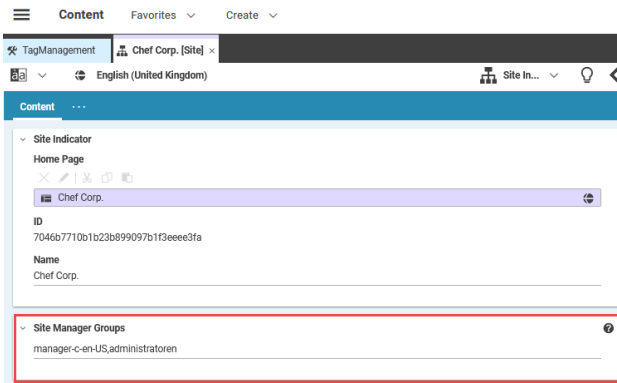 Content Favorites Create
TagManagement Chef Corp. [Site] ×
āa English (United Kingdom) Site In...
Content ···
Site Indicator
Home Page
Chef Corp.
ID
7046b7710b1b23b899097b1f3eeee3fa
Name
Chef Corp.
Site Manager Groups
manager-c-en-US,administratoren